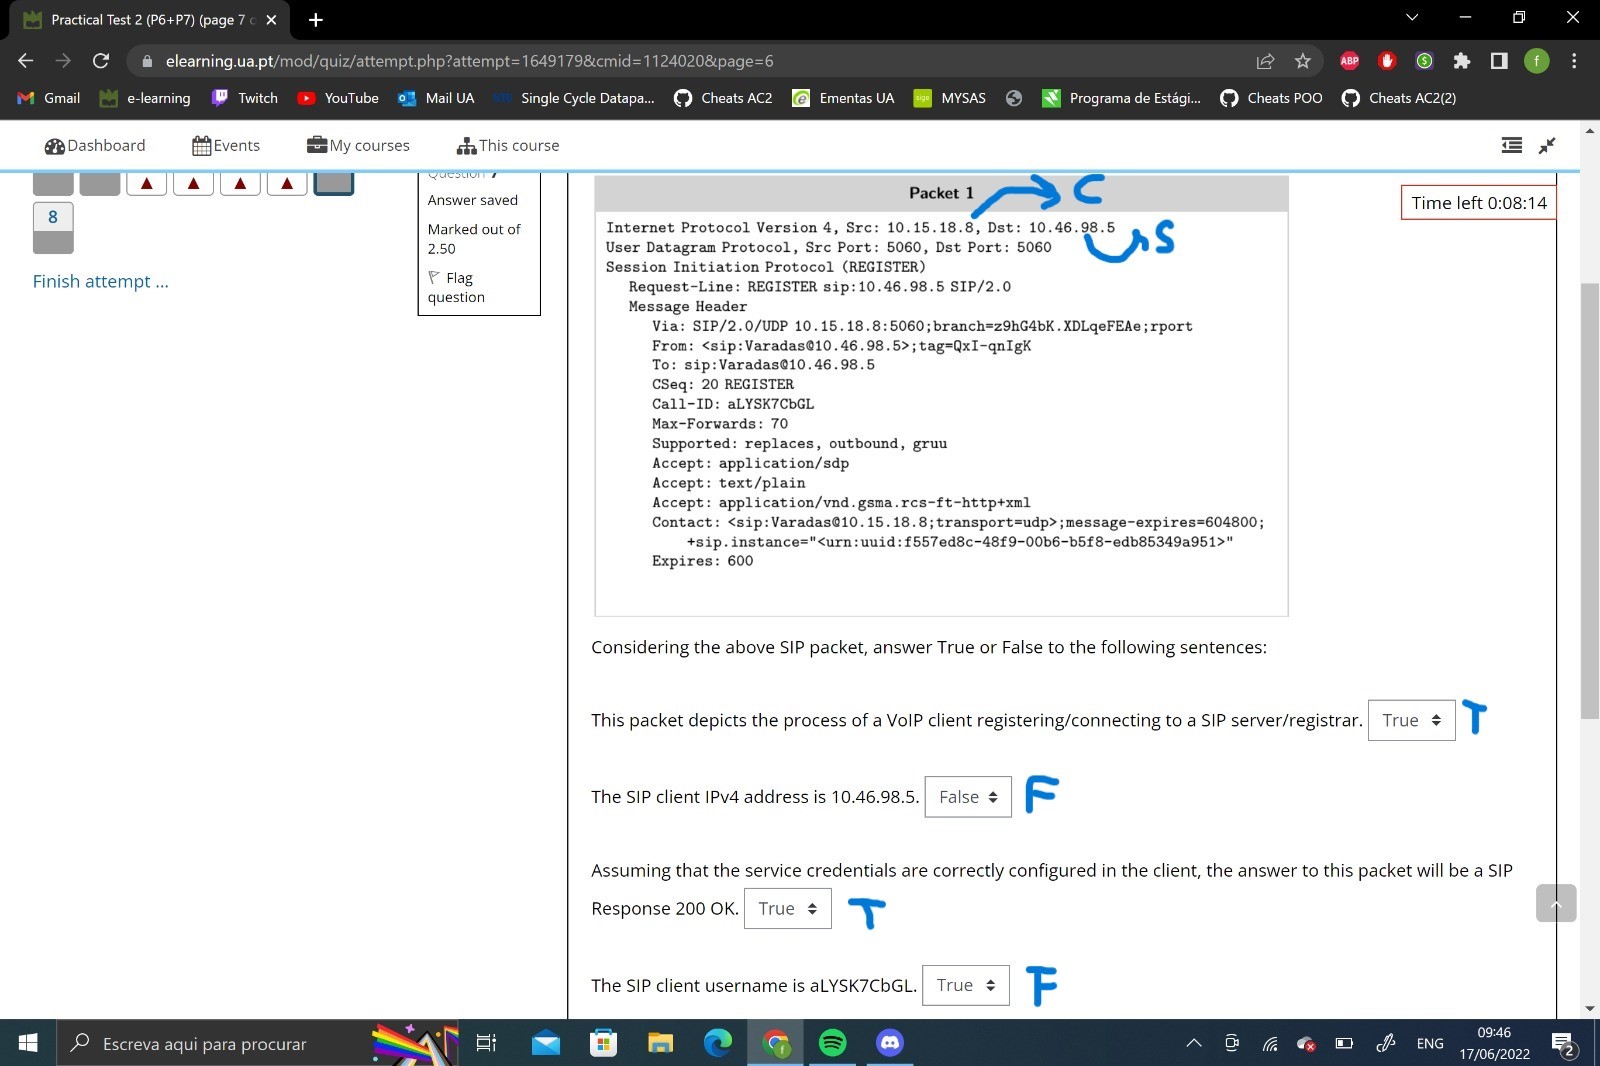 Practical Test 2 (P6+P7) (page 7
elearning.ua.pt/mod/quiz/attempt.php?attempt=1649179&cmid=1124020&page=6
ABP
f
Gmail
e-learning
Twitch
YouTube
Mail UA
Single Cycle Datapa...
Cheats AC2
Ementas UA
MYSAS
Programa de Estági...
Cheats POO
Cheats AC2(2)
Dashboard
Events
My courses
This course
8
Finish attempt ...
Question 7
Answer saved
Marked out of
2.50
Flag
question
Time left 0:08:14
Packet 1
C
Internet Protocol Version 4, Src: 10.15.18.8, Dst: 10.46.98.5
S
User Datagram Protocol, Src Port: 5060, Dst Port: 5060
Session Initiation Protocol (REGISTER)
Request-Line: REGISTER sip:10.46.98.5 SIP/2.0
Message Header
Via: SIP/2.0/UDP 10.15.18.8:5060;branch=z9hG4bK.XDLqeFEAe;rport
From: <sip:Varadas@10.46.98.5>;tag=QxI-qnIgK
To: sip:Varadas@10.46.98.5
CSeq: 20 REGISTER
Call-ID: aLYSK7CbGL
Max-Forwards: 70
Supported: replaces, outbound, gruu
Accept: application/sdp
Accept: text/plain
Accept: application/vnd.gsma.rcs-ft-http+xml
Contact: <sip:Varadas@10.15.18.8;transport=udp>;message-expires=604800;
+sip.instance="<urn:uuid:f557ed8c-48f9-00b6-b5f8-edb85349a951>"
Expires: 600
Considering the above SIP packet, answer True or False to the following sentences:
This packet depicts the process of a VoIP client registering/connecting to a SIP server/registrar. True T
The SIP client IPv4 address is 10.46.98.5. False F
Assuming that the service credentials are correctly configured in the client, the answer to this packet will be a SIP
Response 200 OK. True T
The SIP client username is aLYSK7CbGL. True F
Escreva aqui para procurar
ENG
09:46
17/06/2022
2